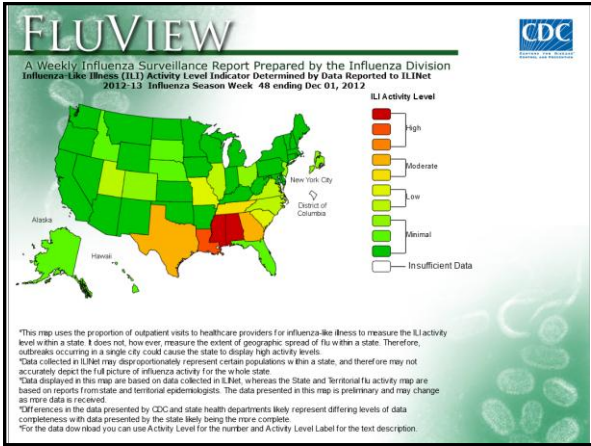 FLUVIEW
CDC
CENTERS FOR DISEASE
CONTROL AND PREVENTION
A Weekly Influenza Surveillance Report Prepared by the Influenza Division
Influenza-Like Illness (ILI) Activity Level Indicator Determined by Data Reported to ILINet
2012-13 Influenza Season Week 48 ending Dec 01, 2012
ILI Activity Level
High
Moderate
Low
Minimal
Insufficient Data
New York City
District of
Columbia
Alaska
Hawaii
*This map uses the proportion of outpatient visits to healthcare providers for influenza-like illness to measure the ILI activity
level within a state. It does not, however, measure the extent of geographic spread of flu within a state. Therefore,
outbreaks occurring in a single city could cause the state to display high activity levels.
*Data collected in ILINet may disproportionately represent certain populations within a state, and therefore may not
accurately depict the full picture of influenza activity for the whole state.
*Data displayed in this map are based on data collected in ILINet, whereas the State and Territorial flu activity map are
based on reports from state and territorial epidemiologists. The data presented in this map is preliminary and may change
as more data is received.
*Differences in the data presented by CDC and state health departments likely represent differing levels of data
completeness with data presented by the state likely being the more complete.
*For the data download you can use Activity Level for the number and Activity Level Label for the text description.